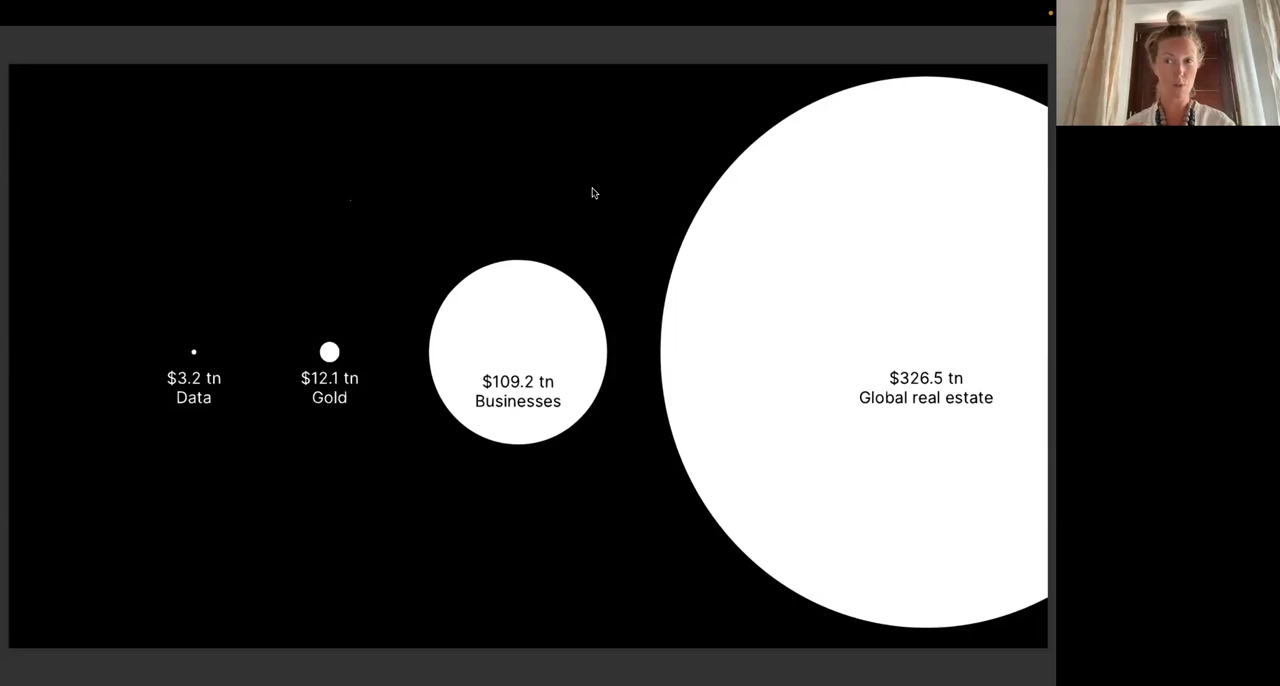 $3.2 tn
Data
$12.1 tn
Gold
$109.2 tn
Businesses
$326.5 tn
Global real estate